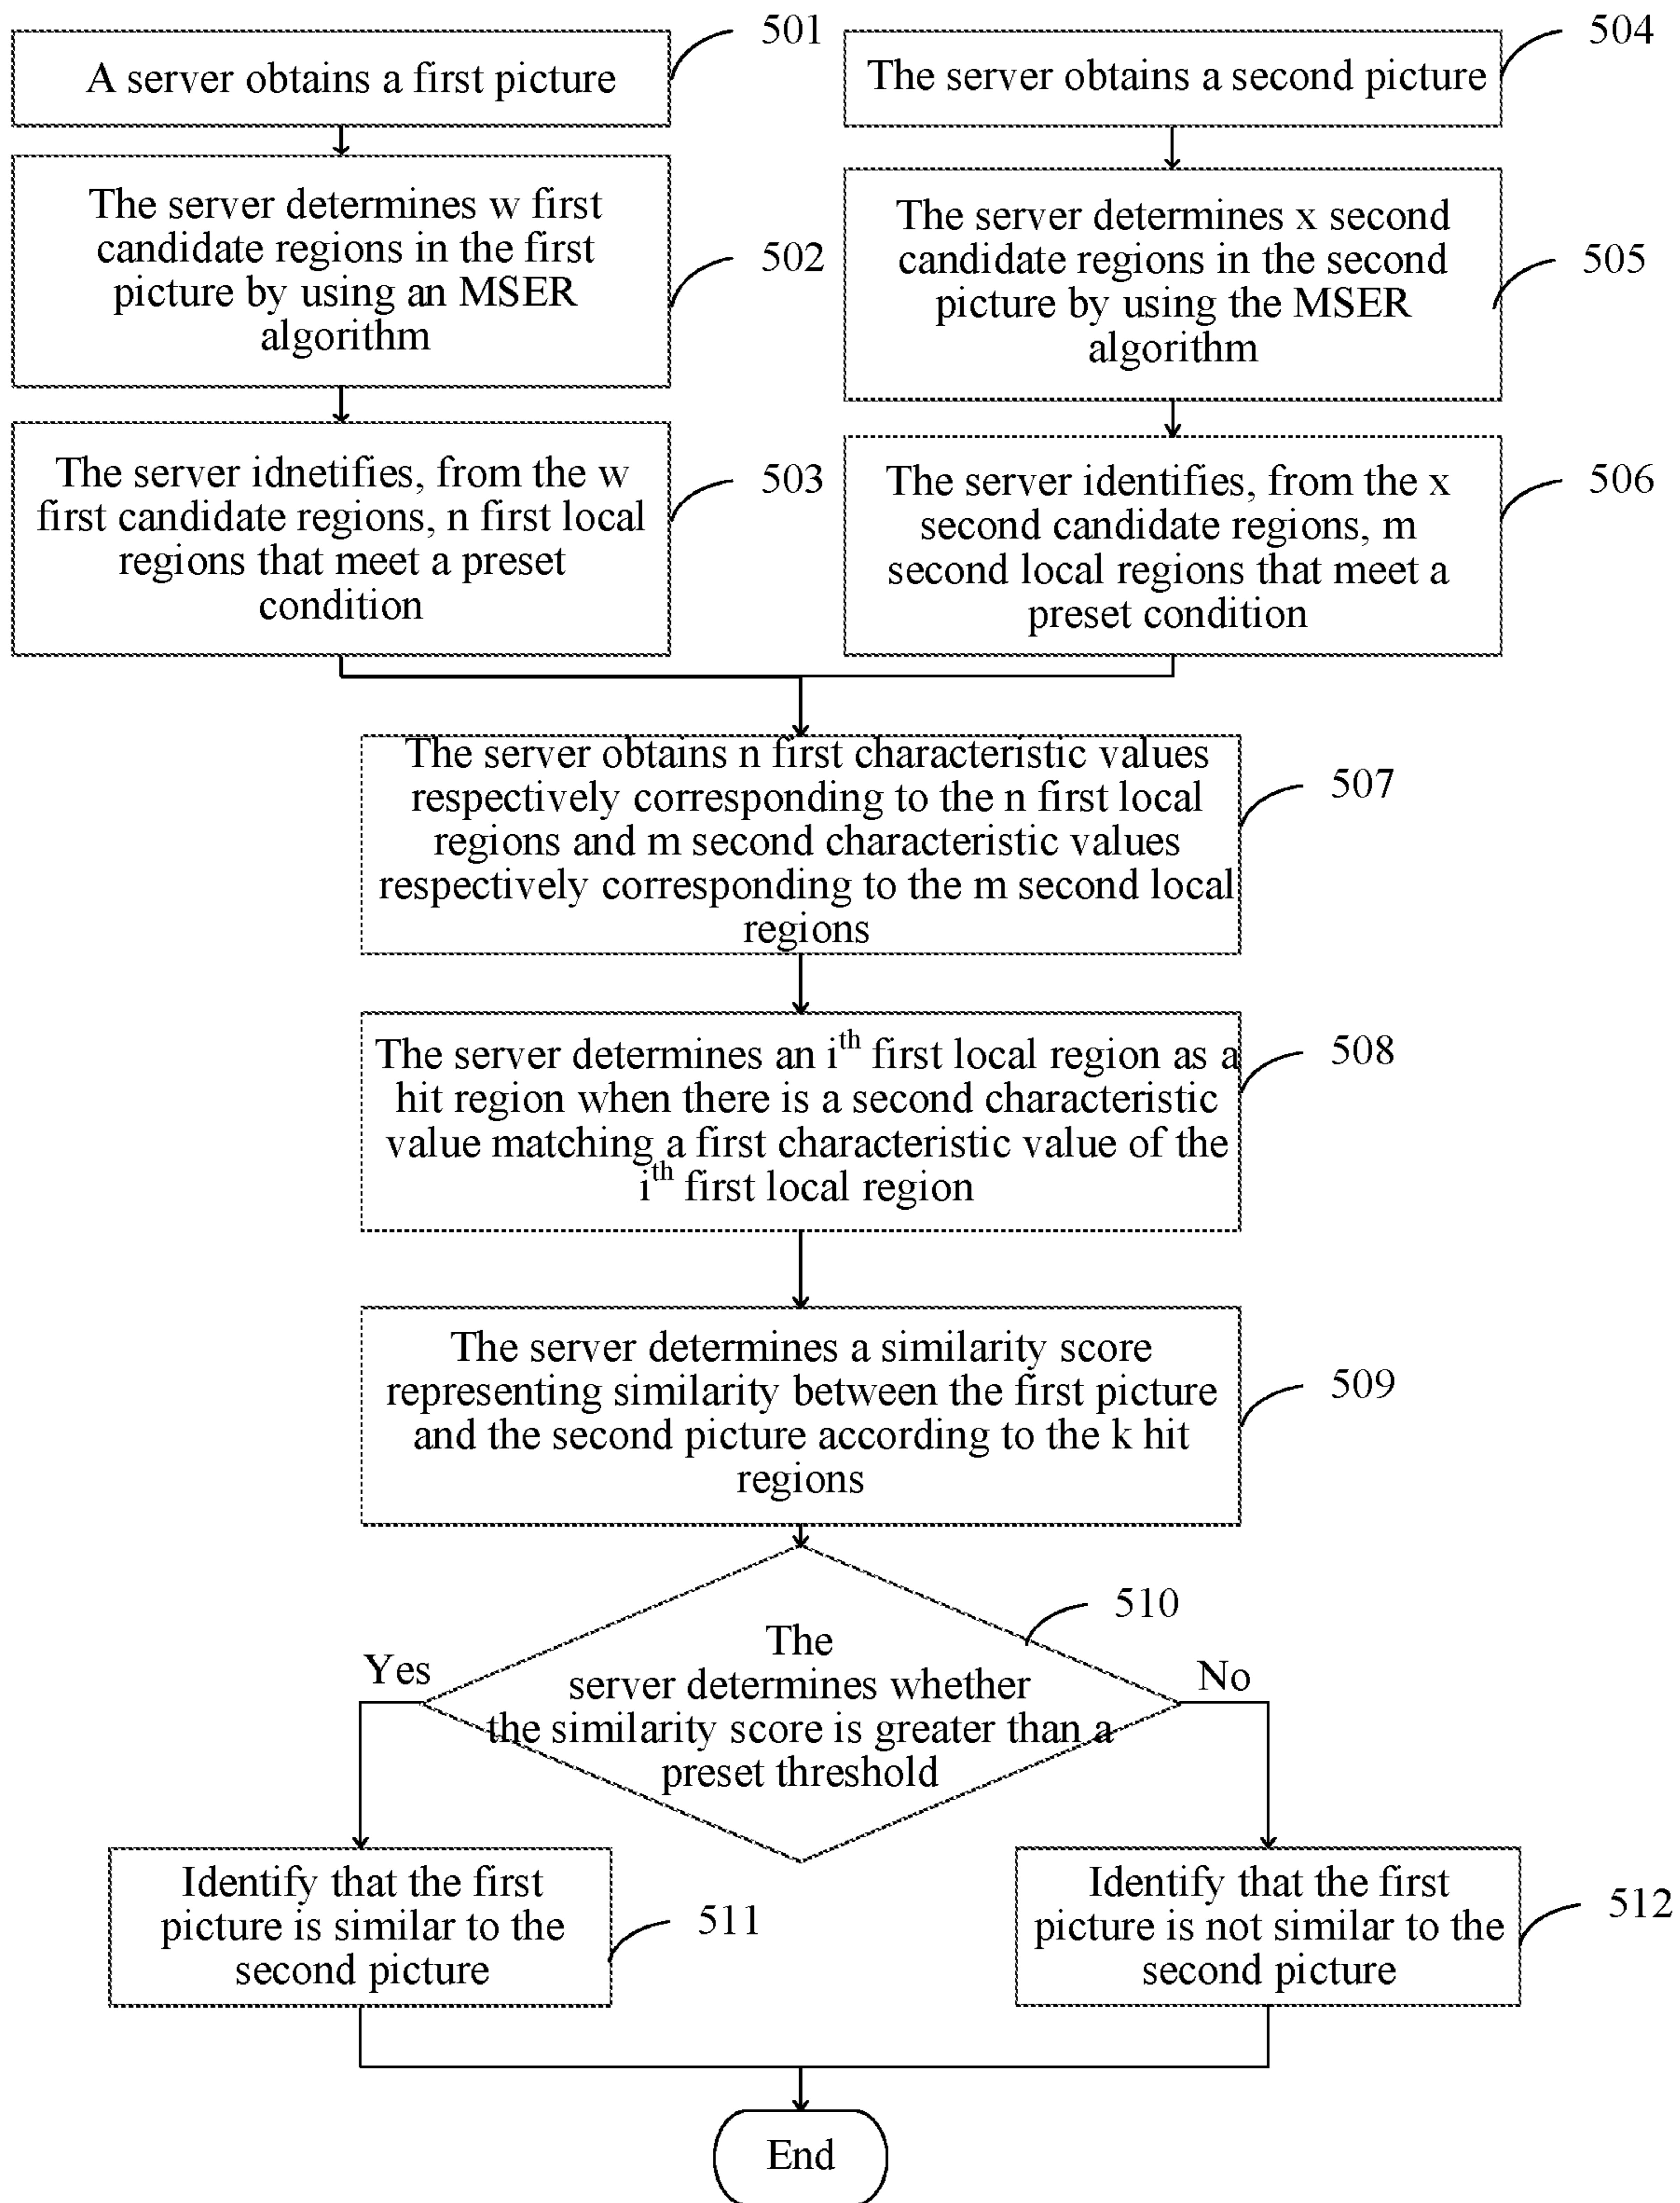 A server obtains a first picture
501
The server determines w first
candidate regions in the first
picture by using an MSER
algorithm
502
The server idnetifies, from the w
first candidate regions, n first local
regions that meet a preset
condition
503
The server obtains a second picture
504
The server determines x second
candidate regions in the second
picture by using the MSER
algorithm
505
The server identifies, from the x
second candidate regions, m
second local regions that meet a
preset condition
506
The server obtains n first characteristic values
respectively corresponding to the n first local
regions and m second characteristic values
respectively corresponding to the m second local
regions
507
The server determines an ith first local region as a
hit region when there is a second characteristic
value matching a first characteristic value of the
ith first local region
508
The server determines a similarity score
representing similarity between the first picture
and the second picture according to the k hit
regions
509
The
server determines whether
the similarity score is greater than a
preset threshold
510
Yes
No
Identify that the first
picture is similar to the
second picture
511
Identify that the first
picture is not similar to the
second picture
512
End